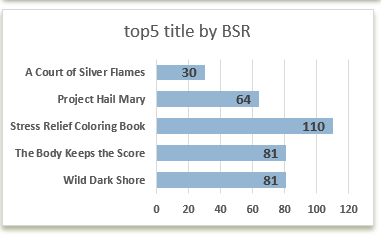 top5 title by BSR
A Court of Silver Flames 30
Project Hail Mary 64
Stress Relief Coloring Book 110
The Body Keeps the Score 81
Wild Dark Shore 81
0 20 40 60 80 100 120